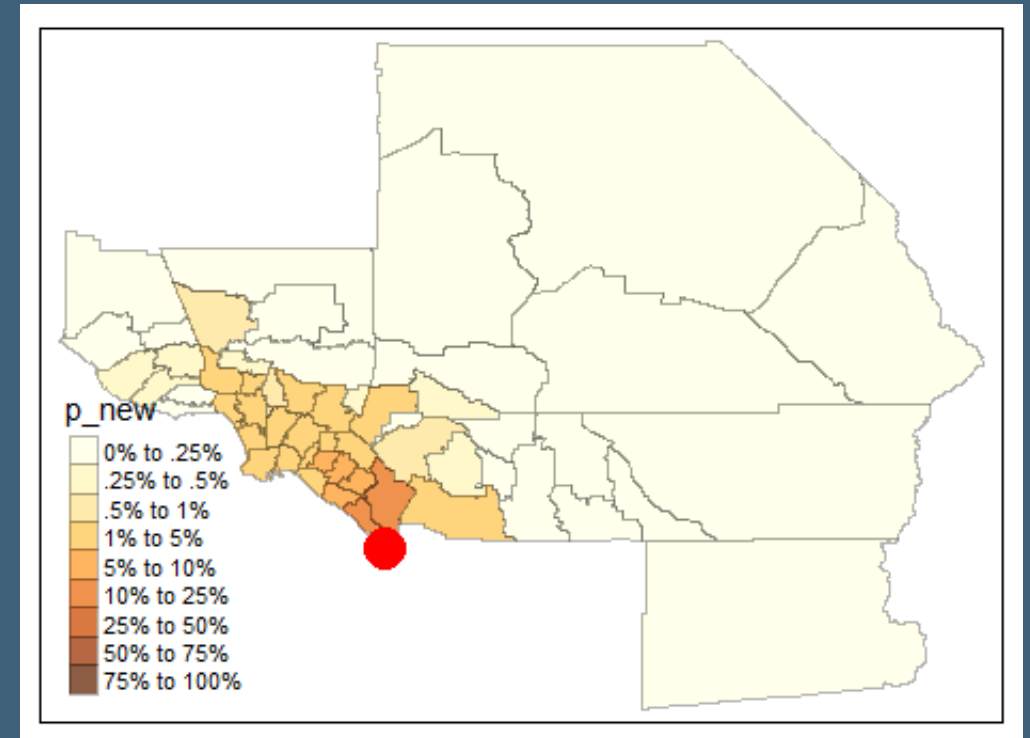 p_new
0% to .25%
.25% to .5%
.5% to 1%
1% to 5%
5% to 10%
10% to 25%
25% to 50%
50% to 75%
75% to 100%